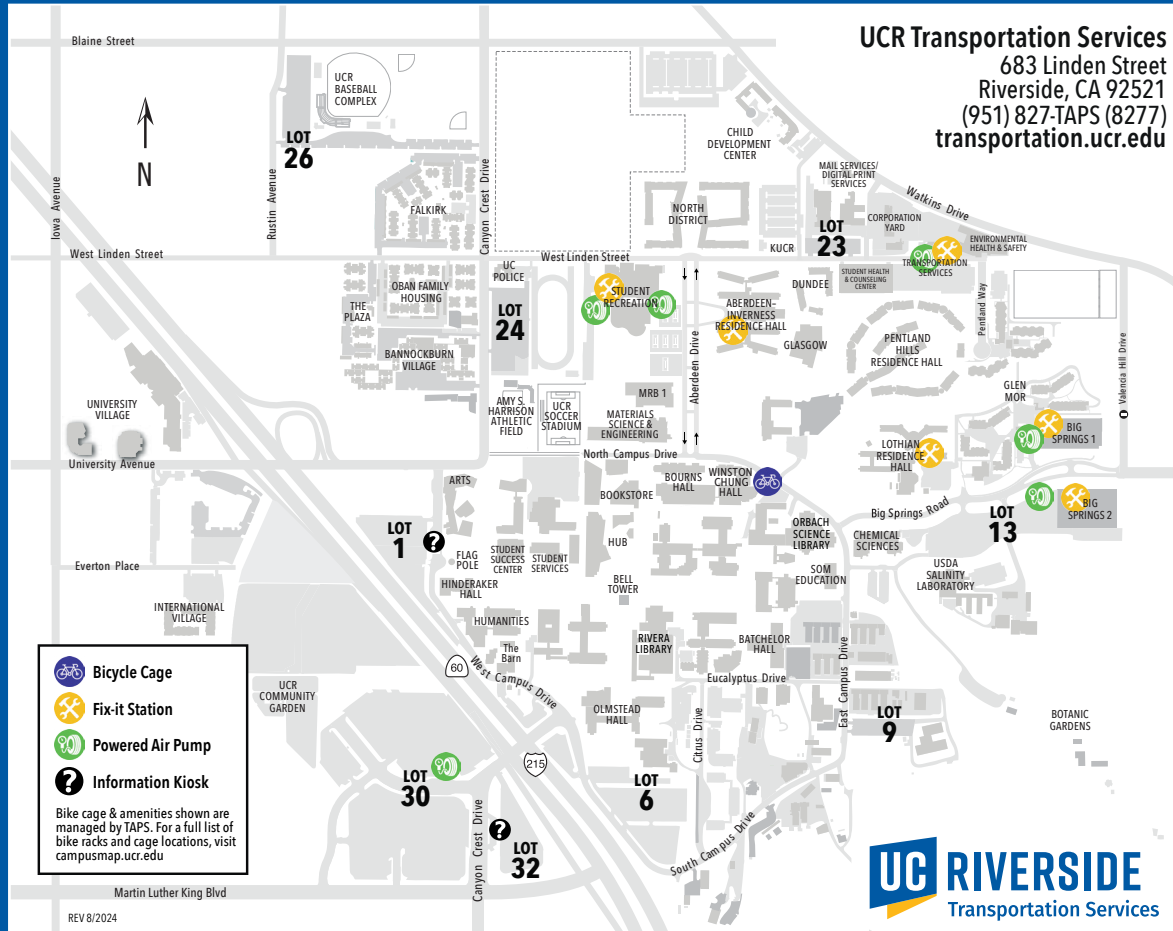 UCR Transportation Services
683 Linden Street
Riverside, CA 92521
(951) 827-TAPS (8277)
transportation.ucr.edu
Blaine Street
UCR
BASEBALL
COMPLEX
N
LOT
26
Iowa Avenue
Rustin Avenue
Canyon Crest Drive
FALKIRK
CHILD
DEVELOPMENT
CENTER
MAIL SERVICES/
DIGITAL PRINT
SERVICES
Watkins Drive
NORTH
DISTRICT
CORPORATION
YARD
LOT
23
KUCR
ENVIRONMENTAL
HEALTH & SAFETY
West Linden Street
West Linden Street
TRANSPORTATION
SERVICES
UC
POLICE
STUDENT HEALTH
& COUNSELING
CENTER
OBAN FAMILY
HOUSING
STUDENT
RECREATION
DUNDEE
THE
PLAZA
LOT
24
ABERDEEN–
INVERNESS
RESIDENCE HALL
Pentland Way
GLASGOW
PENTLAND
HILLS
RESIDENCE HALL
BANNOCKBURN
VILLAGE
Aberdeen Drive
Valencia Hill Drive
GLEN
MOR
MRB 1
UNIVERSITY
VILLAGE
AMY S.
HARRISON
ATHLETIC
FIELD
UCR
SOCCER
STADIUM
MATERIALS
SCIENCE &
ENGINEERING
BIG
SPRINGS 1
LOTHIAN
RESIDENCE
HALL
University Avenue
North Campus Drive
ARTS
BOURNS
HALL
WINSTON
CHUNG
HALL
BOOKSTORE
Big Springs Road
BIG
SPRINGS 2
LOT
13
LOT
1
?
ORBACH
SCIENCE
LIBRARY
CHEMICAL
SCIENCES
HUB
FLAG
POLE
STUDENT
SUCCESS
CENTER
STUDENT
SERVICES
Everton Place
USDA
SALINITY
LABORATORY
SOM
EDUCATION
HINDERAKER
HALL
BELL
TOWER
INTERNATIONAL
VILLAGE
HUMANITIES
The
Barn
RIVERA
LIBRARY
BATCHELOR
HALL
60
West Campus Drive
Eucalyptus Drive
East Campus Drive
Bicycle Cage
Fix-it Station
Powered Air Pump
?
Information Kiosk
Bike cage & amenities shown are
managed by TAPS. For a full list of
bike racks and cage locations, visit
campusmap.ucr.edu
UCR
COMMUNITY
GARDEN
OLMSTEAD
HALL
Citrus Drive
LOT
9
BOTANIC
GARDENS
215
LOT
30
LOT
6
Canyon Crest Drive
?
LOT
32
South Campus Drive
Martin Luther King Blvd
REV 8/2024
UC RIVERSIDE
Transportation Services